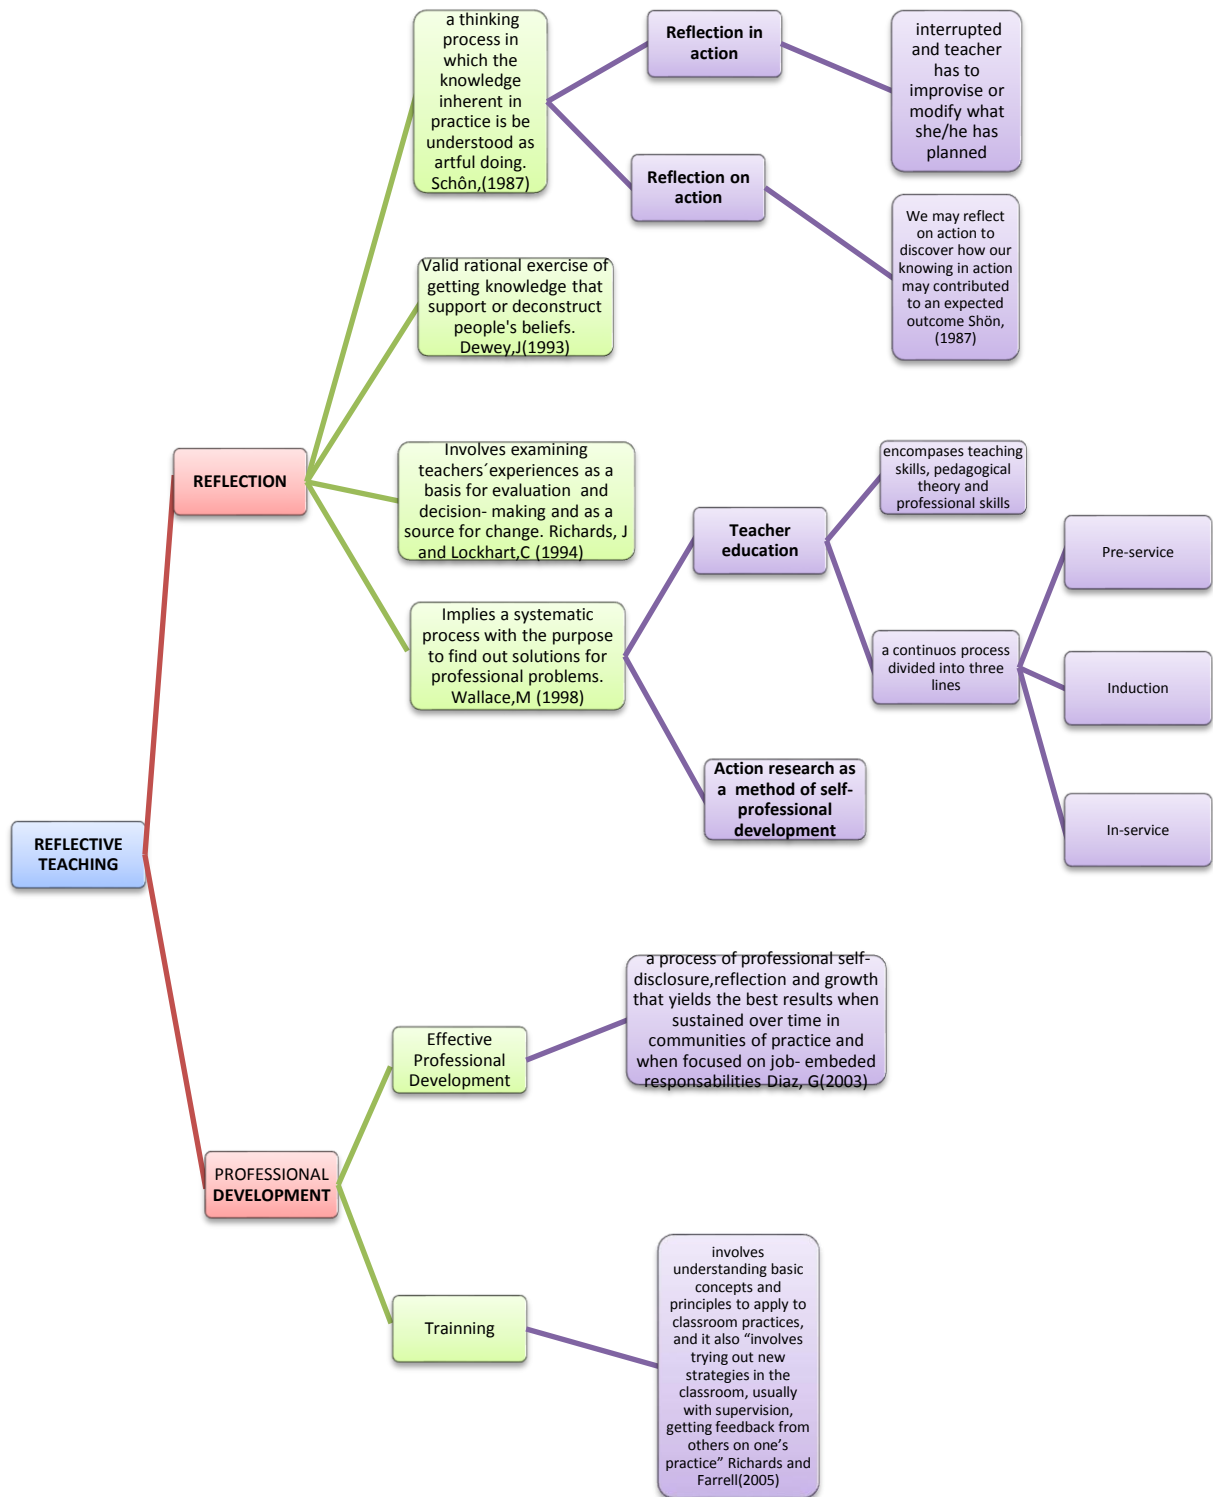 a thinking
process in
which the
knowledge
inherent in
practice is be
understood as
artful doing.
Schôn,(1987)
Reflection in
action
interrupted
and teacher
has to
improvise or
modify what
she/he has
planned
Reflection on
action
We may reflect
on action to
discover how our
knowing in action
may contributed
to an expected
outcome Shön,
(1987)
Valid rational exercise of
getting knowledge that
support or deconstruct
people's beliefs.
Dewey,J(1993)
REFLECTION
Involves examining
teachers´experiences as a
basis for evaluation and
decision- making and as a
source for change. Richards, J
and Lockhart,C (1994)
Implies a systematic
process with the purpose
to find out solutions for
professional problems.
Wallace,M (1998)
Teacher
education
encompases teaching
skills, pedagogical
theory and
professional skills
a continuos process
divided into three
lines
Pre-service
Induction
In-service
Action research as
a method of self-
professional
development
REFLECTIVE
TEACHING
PROFESSIONAL
DEVELOPMENT
Effective
Professional
Development
a process of professional self-
disclosure,reflection and growth
that yields the best results when
sustained over time in
communities of practice and
when focused on job- embeded
responsabilities Diaz, G(2003)
Trainning
involves
understanding basic
concepts and
principles to apply to
classroom practices,
and it also “involves
trying out new
strategies in the
classroom, usually
with supervision,
getting feedback from
others on one’s
practice” Richards and
Farrell(2005)